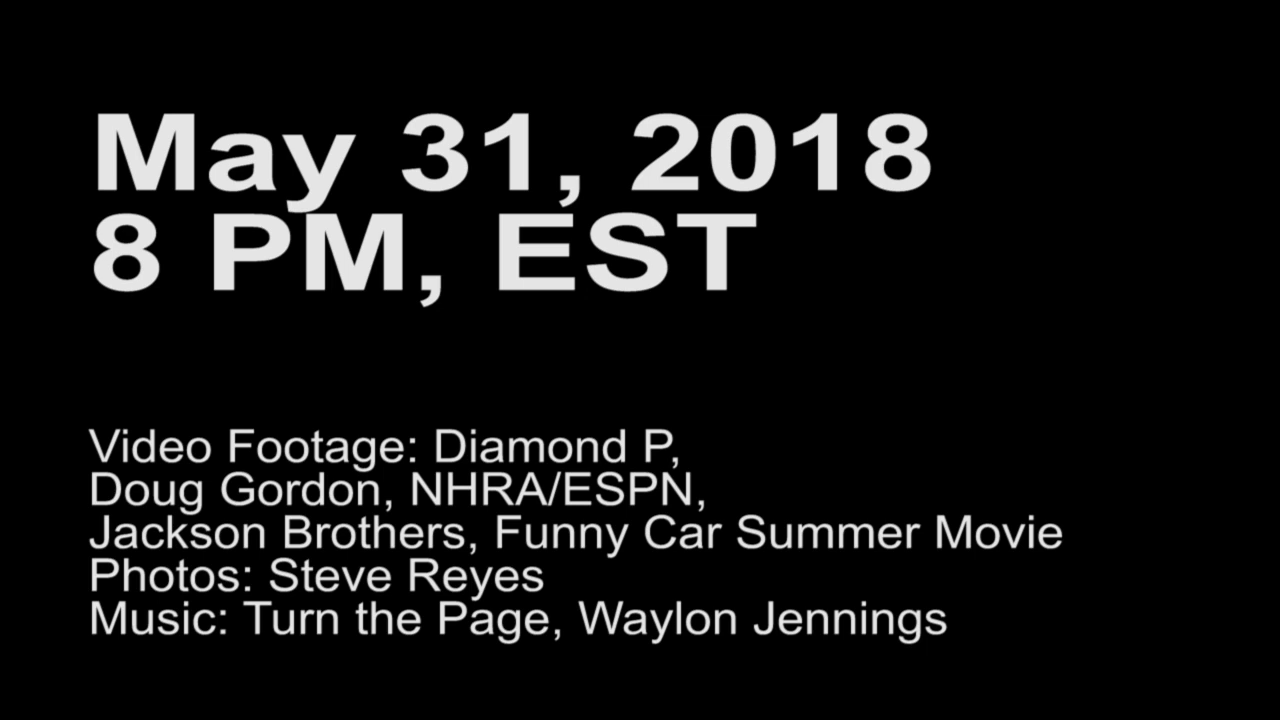 May 31, 2018
8 PM, EST
Video Footage: Diamond P,
Doug Gordon, NHRA/ESPN,
Jackson Brothers, Funny Car Summer Movie
Photos: Steve Reyes
Music: Turn the Page, Waylon Jennings